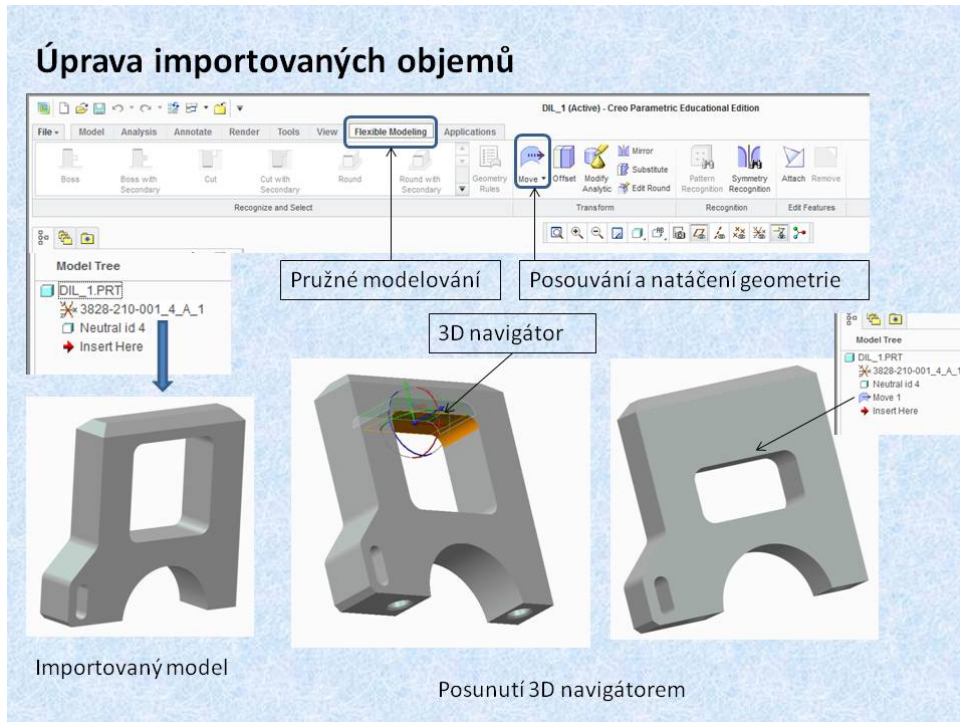 Úprava importovaných objemů
DIL_1 (Active) - Creo Parametric Educational Edition
File Model Analysis Annotate Render Tools View Flexible Modeling Applications
Boss
Boss with Secondary
Cut
Cut with Secondary
Round
Round with Secondary
Geometry Rules
Move
Offset
Modify Analytic
Mirror
Substitute
Edit Round
Pattern Recognition
Symmetry Recognition
Attach
Remove
Recognize and Select
Transform
Recognition
Edit Features
Model Tree
DIL_1.PRT
3828-210-001_4_A_1
Neutral id 4
Insert Here
Pružné modelování
Posouvání a natáčení geometrie
3D navigátor
Model Tree
DIL_1.PRT
3828-210-001_4_A_1
Neutral id 4
Move 1
Insert Here
Importovaný model
Posunutí 3D navigátorem